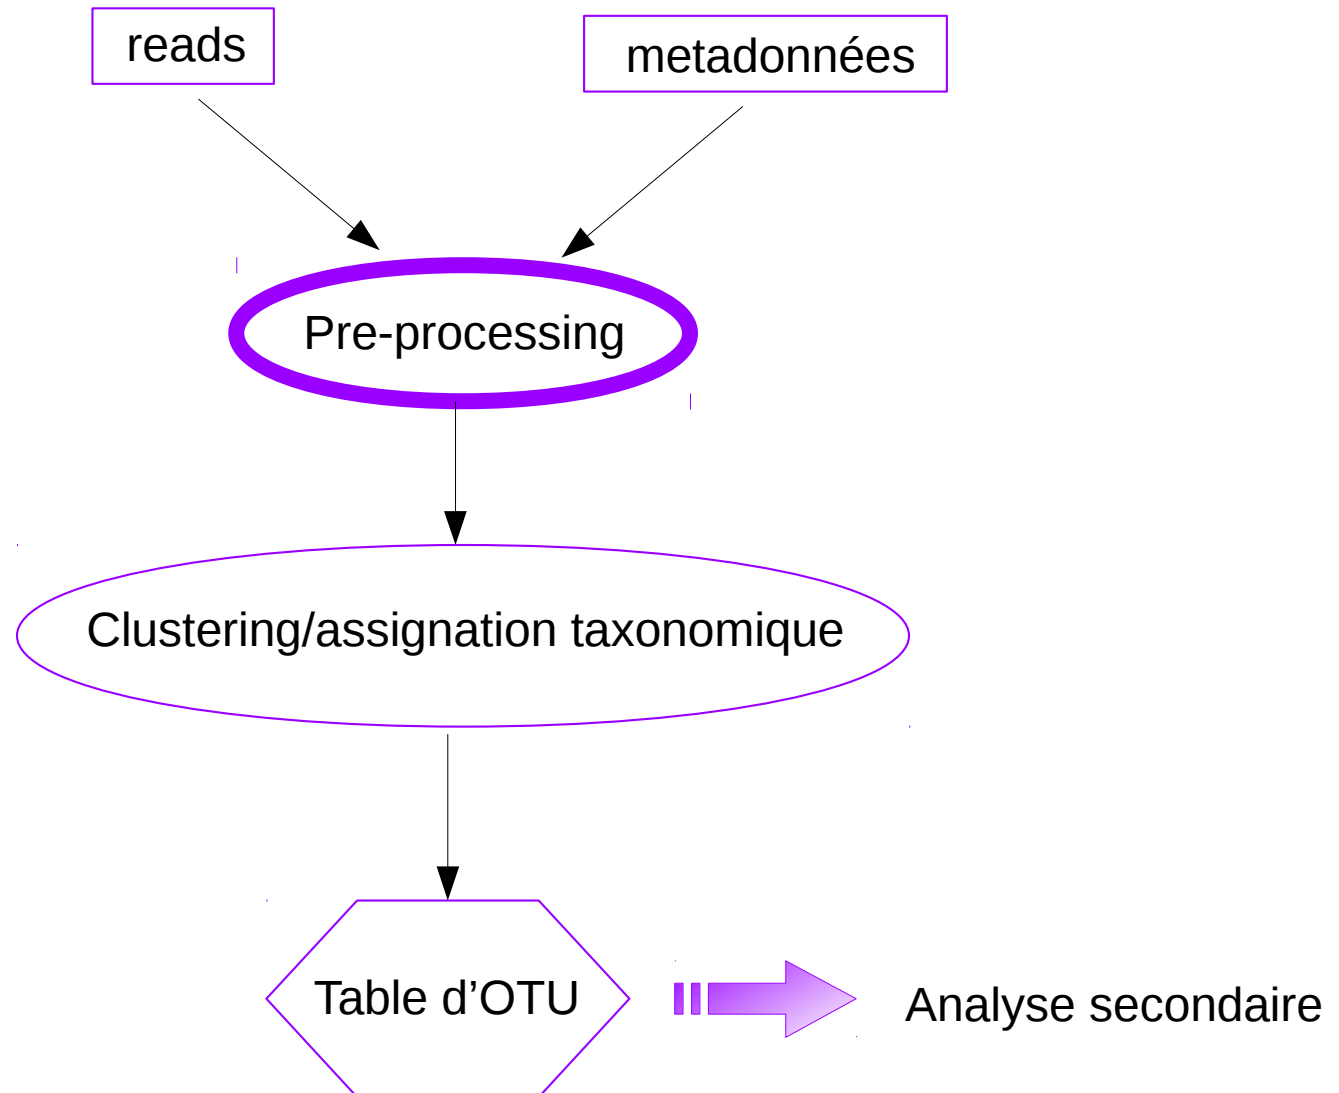 reads
metadonnées
Pre-processing
Clustering/assignation taxonomique
Table d’OTU
Analyse secondaire